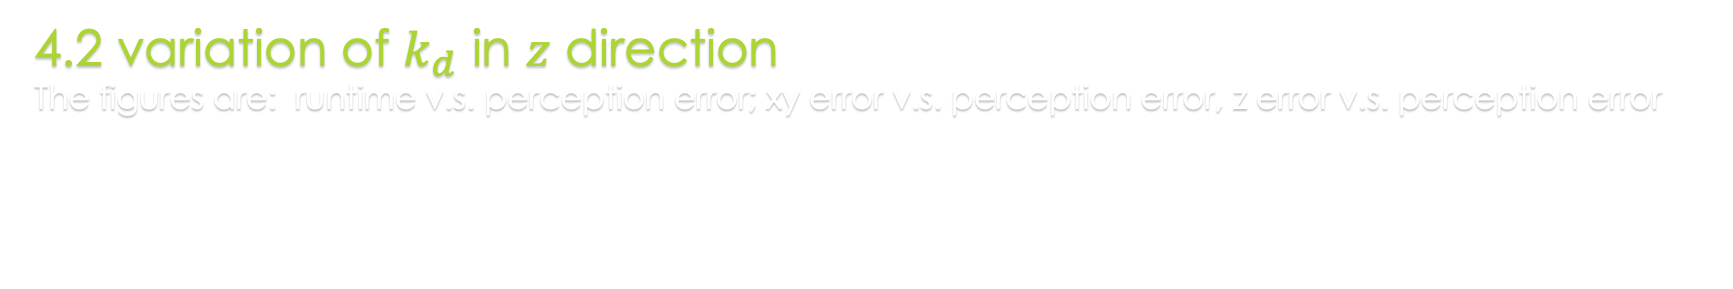 4.2 variation of k_d in z direction
The figures are:  runtime v.s. perception error; xy error v.s. perception error, z error v.s. perception error